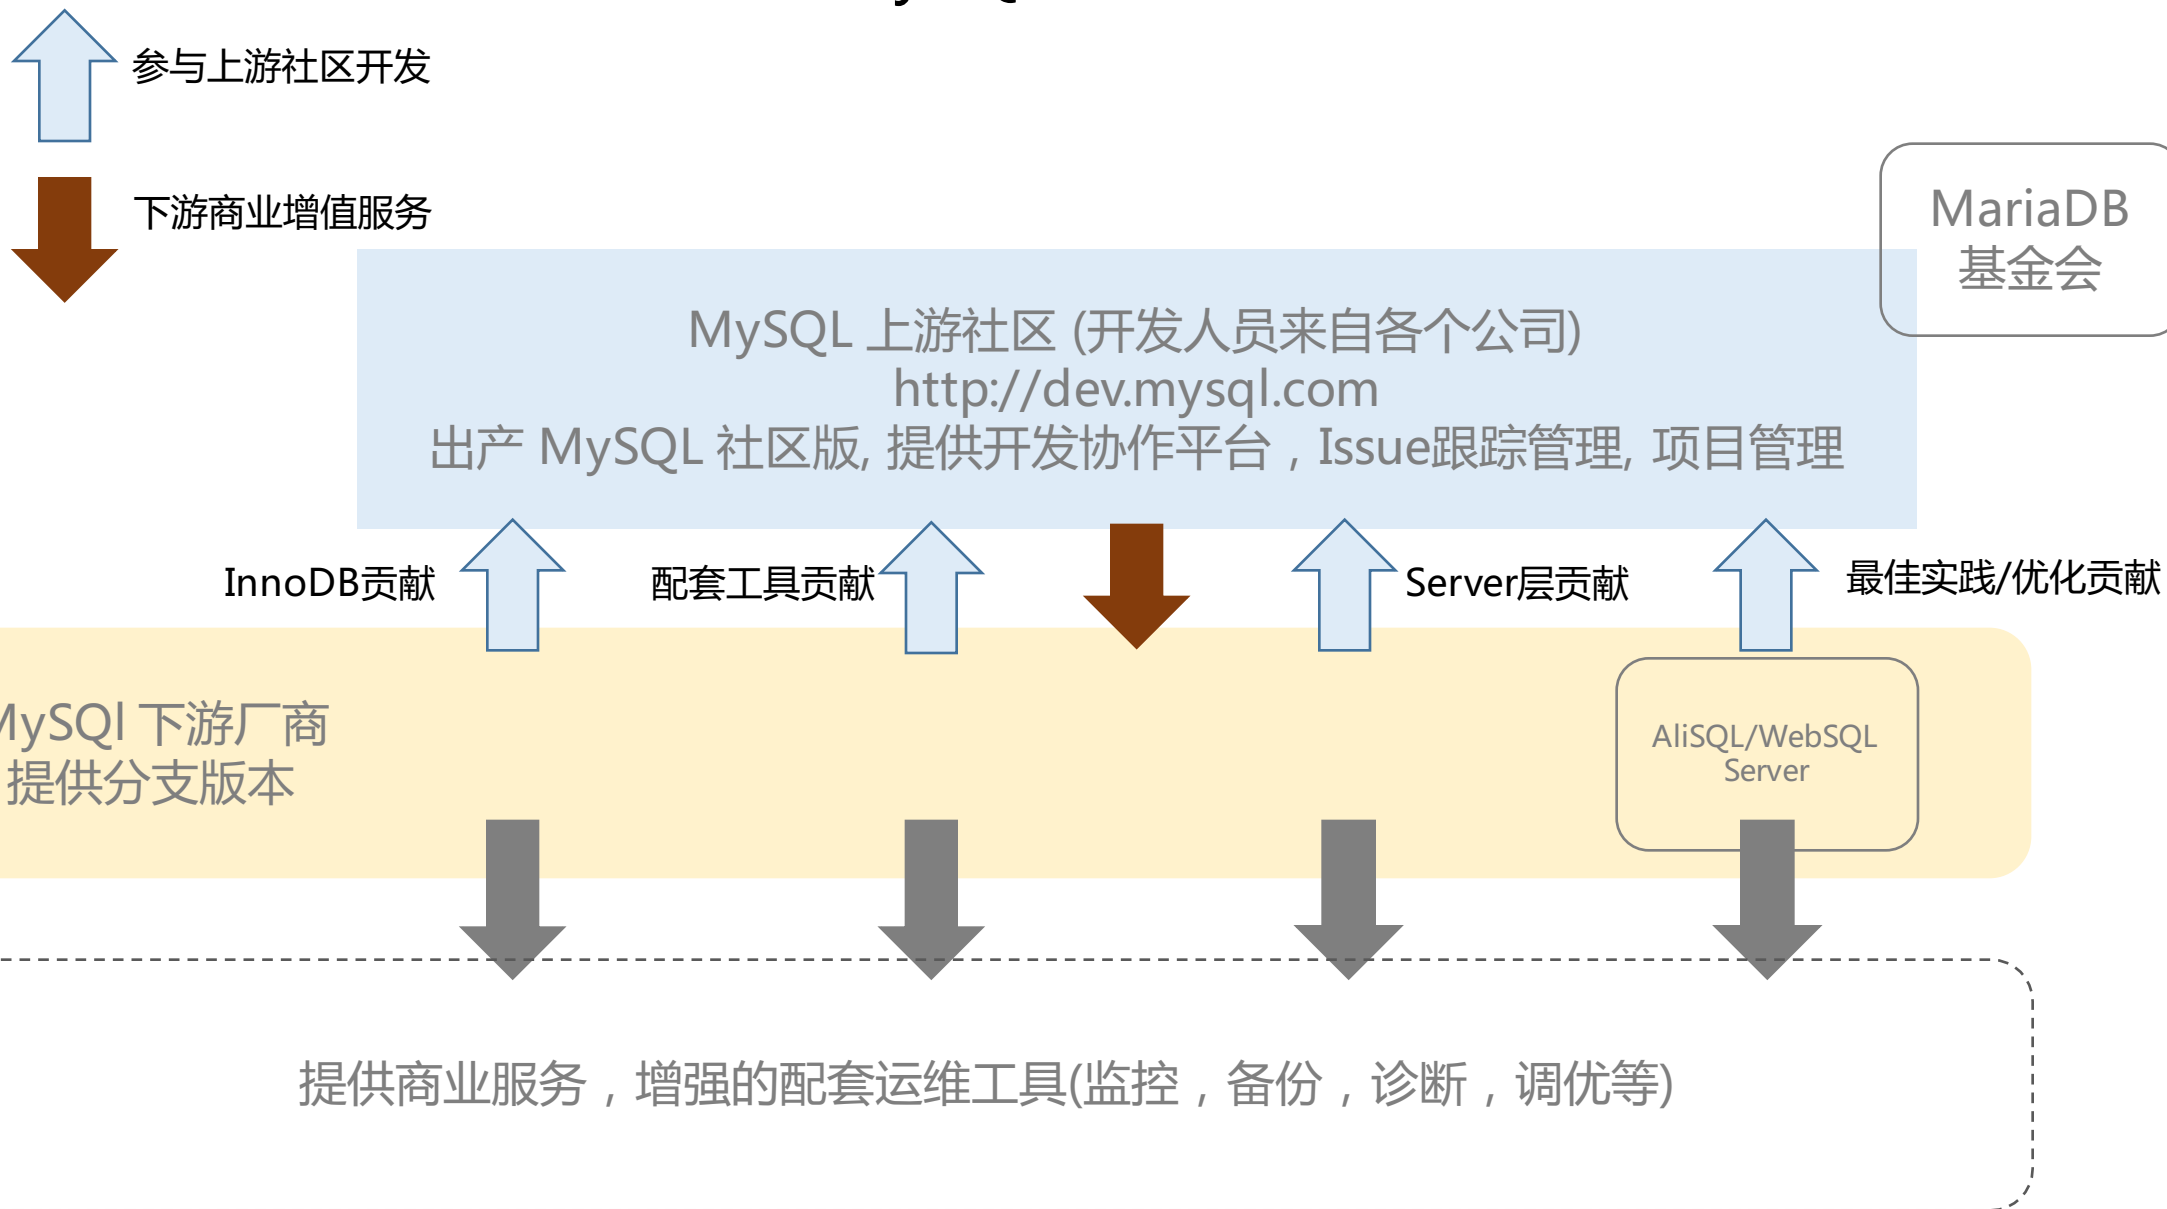 参与上游社区开发
下游商业增值服务
MariaDB
基金会
MySQL 上游社区 (开发人员来自各个公司)
http://dev.mysql.com
出产 MySQL 社区版, 提供开发协作平台，Issue跟踪管理, 项目管理
InnoDB贡献
配套工具贡献
Server层贡献
最佳实践/优化贡献
MySQl 下游厂商
提供分支版本
AliSQL/WebSQL
Server
提供商业服务，增强的配套运维工具(监控，备份，诊断，调优等)